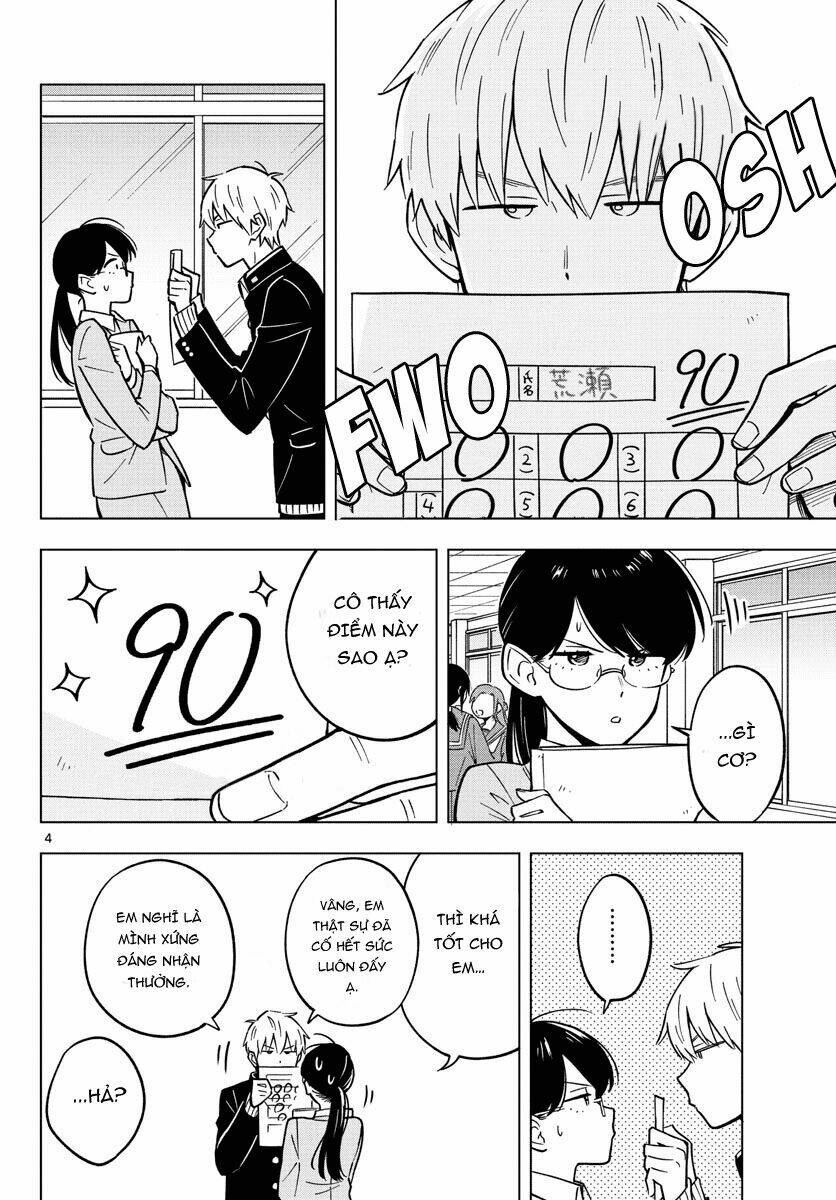 OSH
FWO
氏名
荒瀬
90
(2)
(3)
(4)
(5)
(6)
...GÌ
CƠ?
CÔ THẤY
ĐIỂM NÀY
SAO Ạ?
90
4
.........
THÌ KHÁ
TỐT CHO
EM...
VÂNG, EM
THẬT SỰ ĐÃ
CỐ HẾT SỨC
LUÔN ĐẤY
Ạ.
EM NGHĨ LÀ
MÌNH XỨNG
ĐÁNG NHẬN
THƯỞNG.
...HẢ?